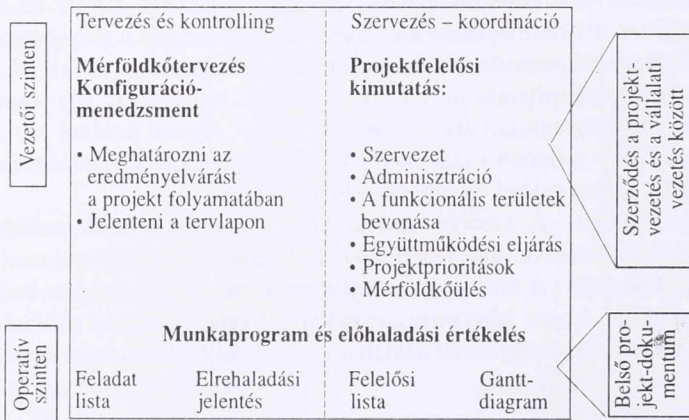 Tervezés és kontrolling
Szervezés – koordináció
Vezetői szinten
Mérföldkőtervezés
Konfiguráció-
menedzsment
• Meghatározni az
eredményelvárást
a projekt folyamatában
• Jelenteni a tervlapon
Projektfelelősi
kimutatás:
• Szervezet
• Adminisztráció
• A funkcionális területek
bevonása
• Együttműködési eljárás
• Projektprioritások
• Mérföldkőülés
Szerződés a projekt-
vezetés és a vállalati
vezetés között
Operatív
szinten
Munkaprogram és előhaladási értékelés
Feladat
lista
Elrehaladási
jelentés
Felelősi
lista
Gantt-
diagram
Belső pro-
jekt-doku-
mentum